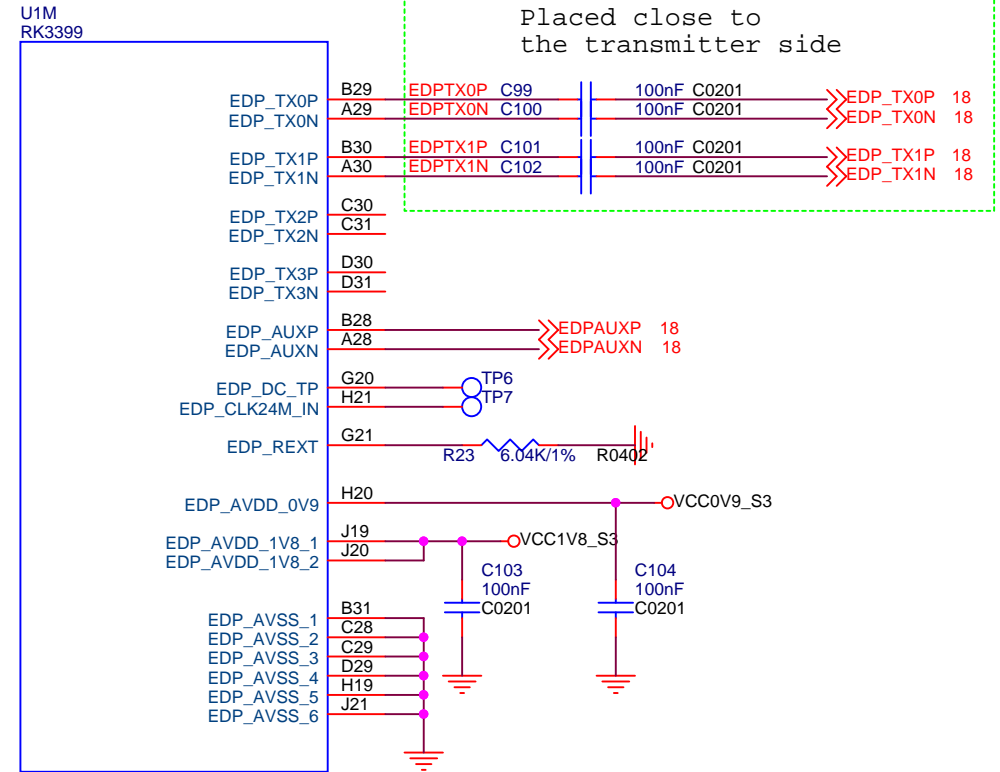 U1M
RK3399
Placed close to
the transmitter side
EDP_TX0P B29 EDPTX0P C99 100nF C0201 EDP_TX0P 18
EDP_TX0N A29 EDPTX0N C100 100nF C0201 EDP_TX0N 18
EDP_TX1P B30 EDPTX1P C101 100nF C0201 EDP_TX1P 18
EDP_TX1N A30 EDPTX1N C102 100nF C0201 EDP_TX1N 18
EDP_TX2P C30
EDP_TX2N C31
EDP_TX3P D30
EDP_TX3N D31
EDP_AUXP B28 EDPAUXP 18
EDP_AUXN A28 EDPAUXN 18
EDP_DC_TP G20 TP6
EDP_CLK24M_IN H21 TP7
EDP_REXT G21
R23 6.04K/1% R0402
EDP_AVDD_0V9 H20 VCC0V9_S3
EDP_AVDD_1V8_1 J19 VCC1V8_S3
EDP_AVDD_1V8_2 J20
C103 C104
100nF 100nF
C0201 C0201
EDP_AVSS_1 B31
EDP_AVSS_2 C28
EDP_AVSS_3 C29
EDP_AVSS_4 D29
EDP_AVSS_5 H19
EDP_AVSS_6 J21